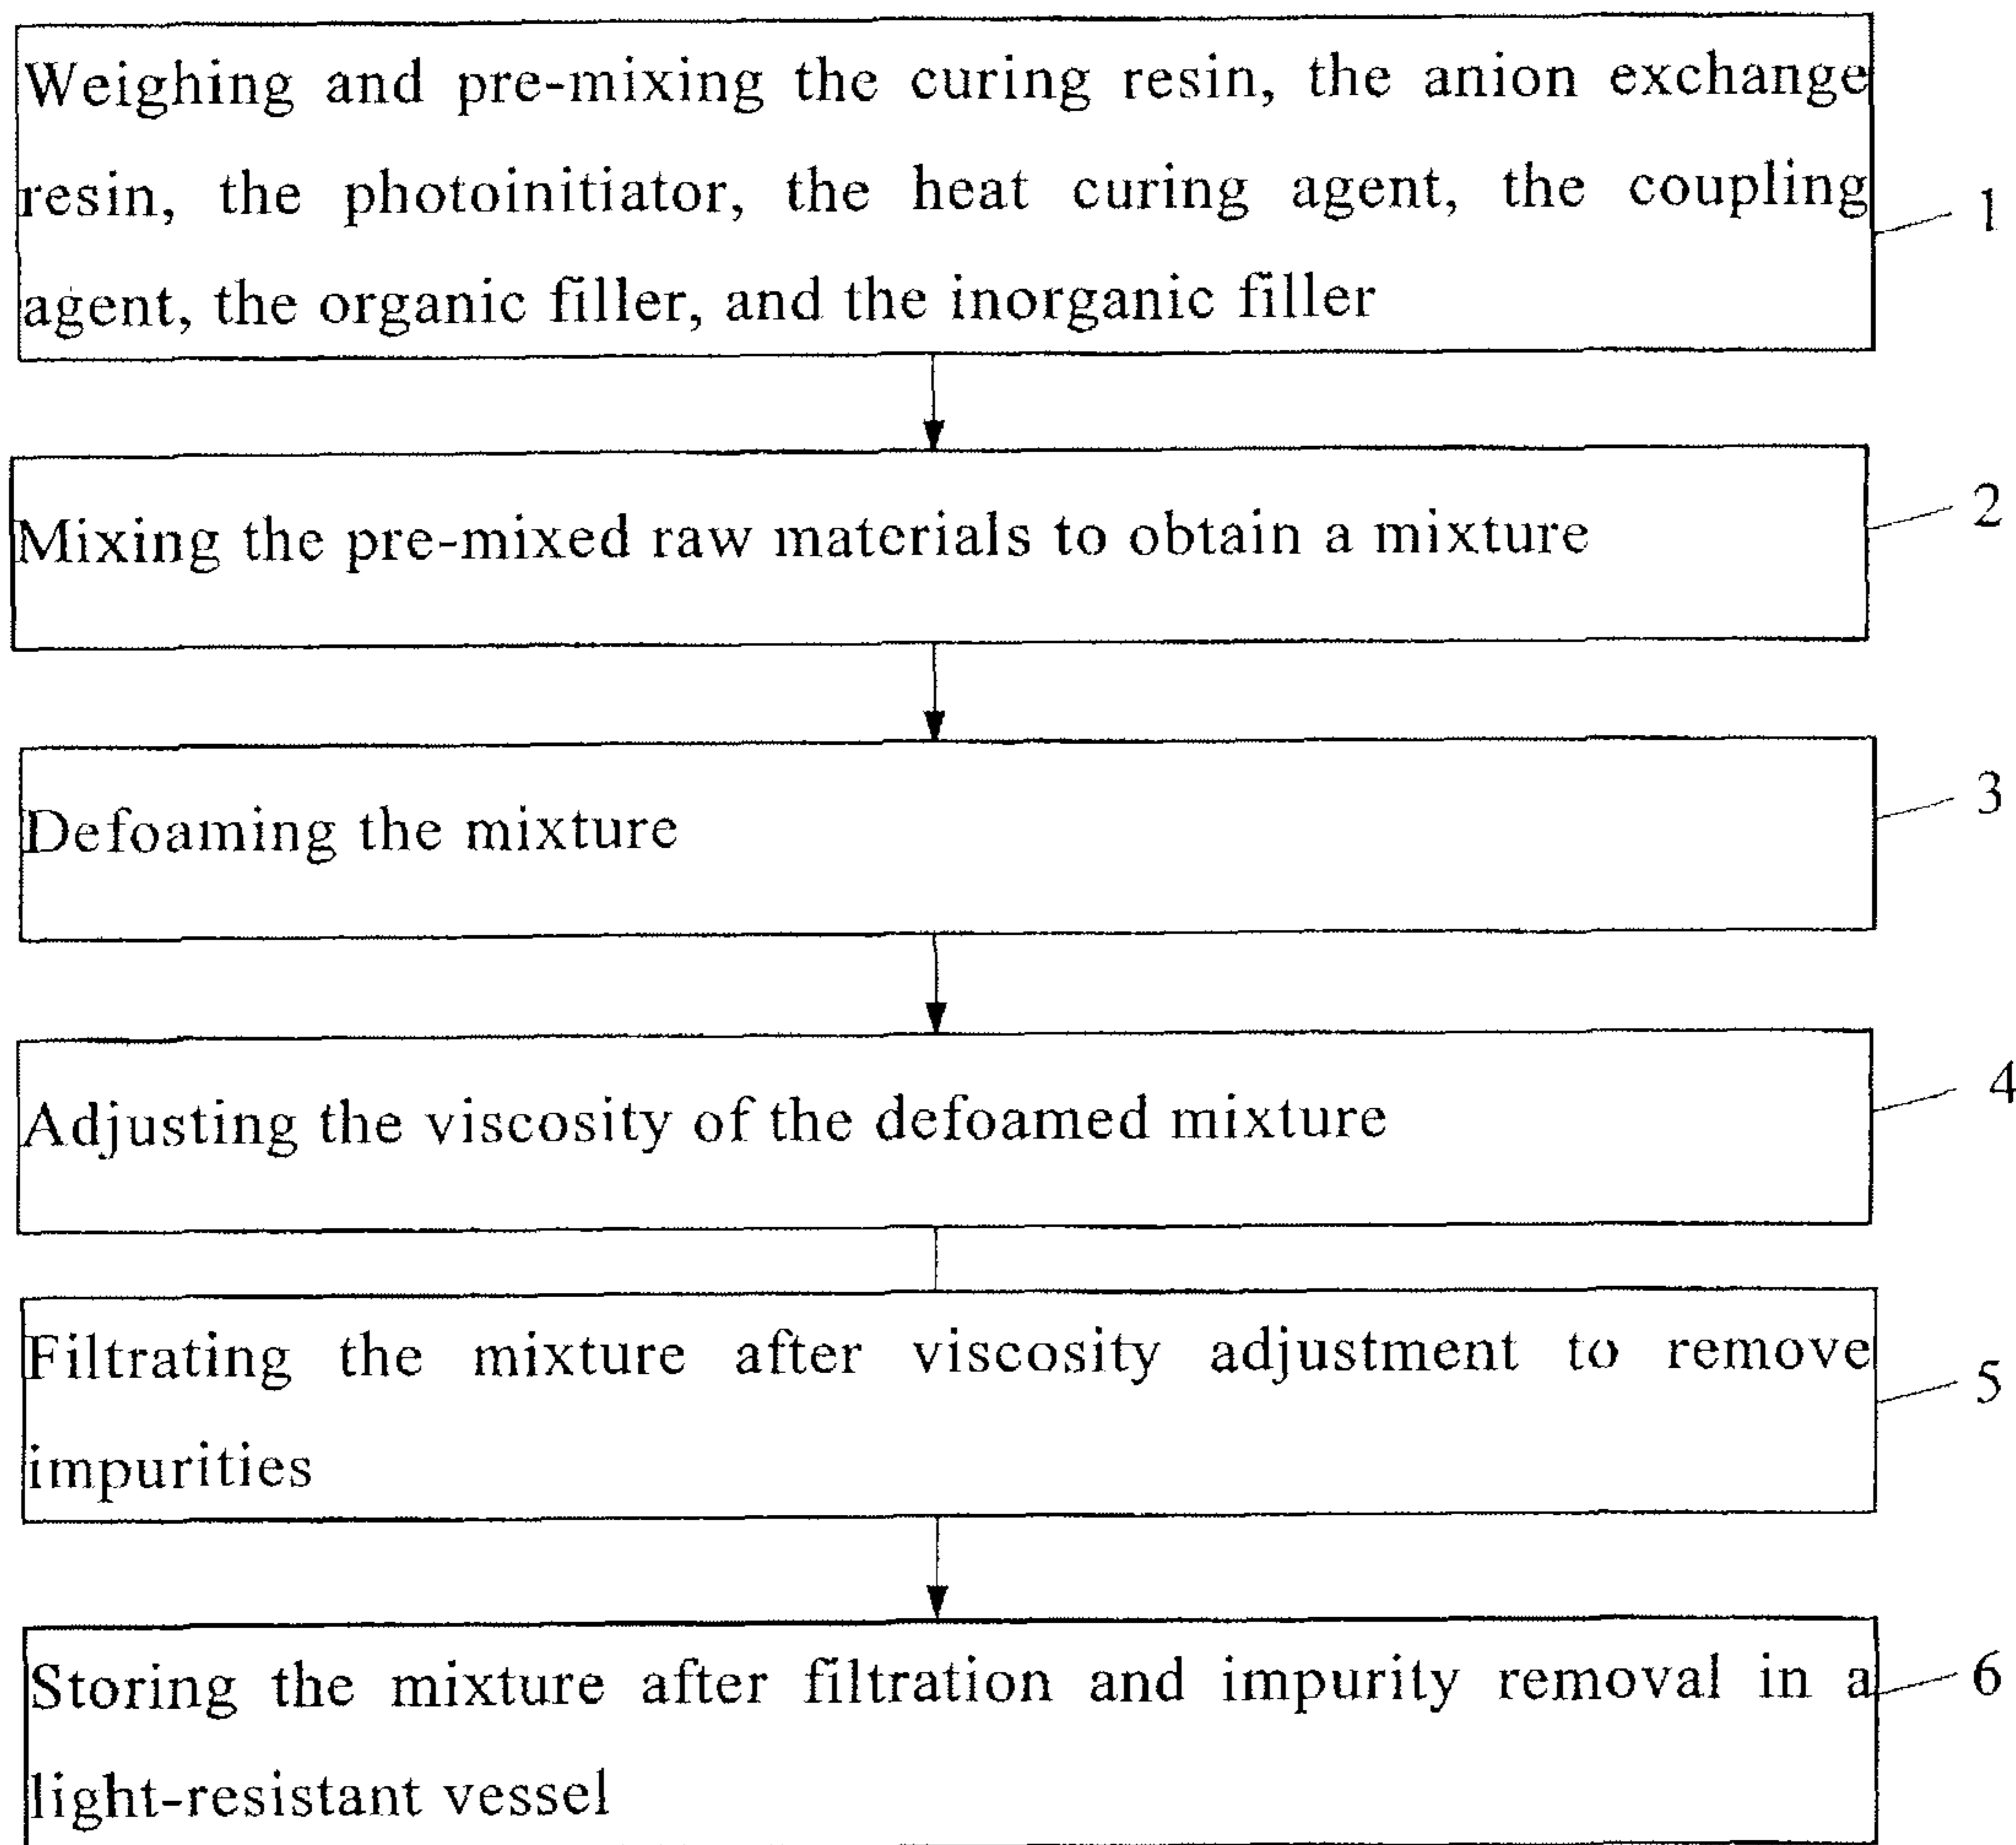 Weighing and pre-mixing the curing resin, the anion exchange
resin, the photoinitiator, the heat curing agent, the coupling
agent, the organic filler, and the inorganic filler
1
Mixing the pre-mixed raw materials to obtain a mixture
2
Defoaming the mixture
3
Adjusting the viscosity of the defoamed mixture
4
Filtrating the mixture after viscosity adjustment to remove
impurities
5
Storing the mixture after filtration and impurity removal in a
light-resistant vessel
6